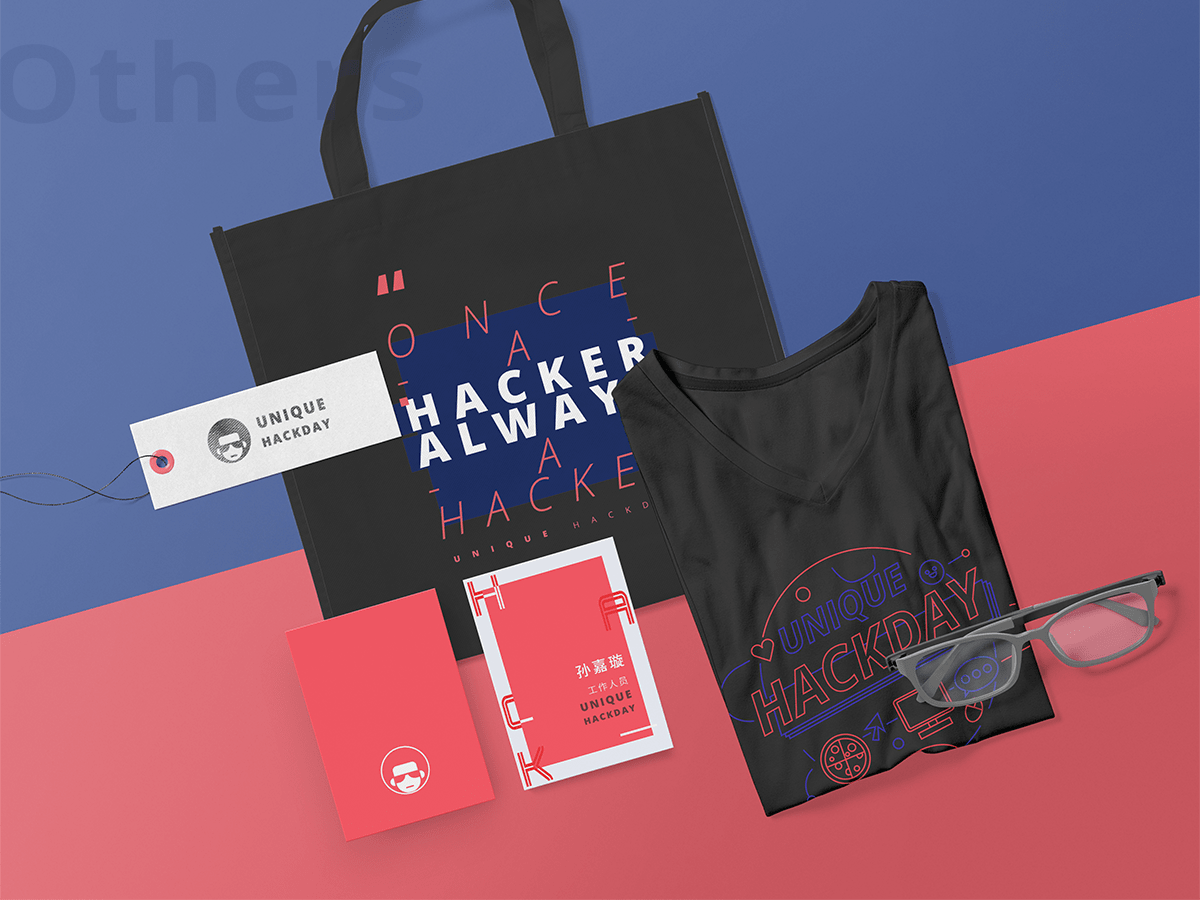 Others
“
ONCE
A
HACKER
ALWAY
A
HACKE
UNIQUE HACKD
UNIQUE
HACKDAY
H
A
C
K
孙嘉璇
工作人员
UNIQUE
HACKDAY
UNIQUE
HACKDAY